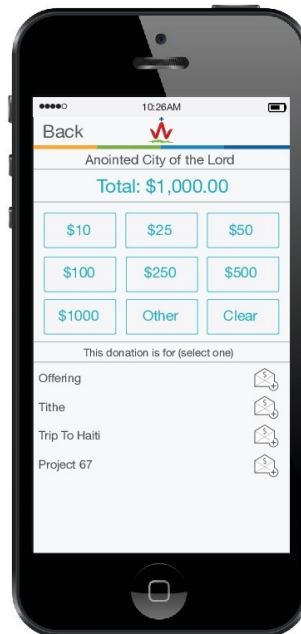 10:26AM
Back
Anointed City of the Lord
Total: $1,000.00
$10 $25 $50
$100 $250 $500
$1000 Other Clear
This donation is for (select one)
Offering
Tithe
Trip To Haiti
Project 67